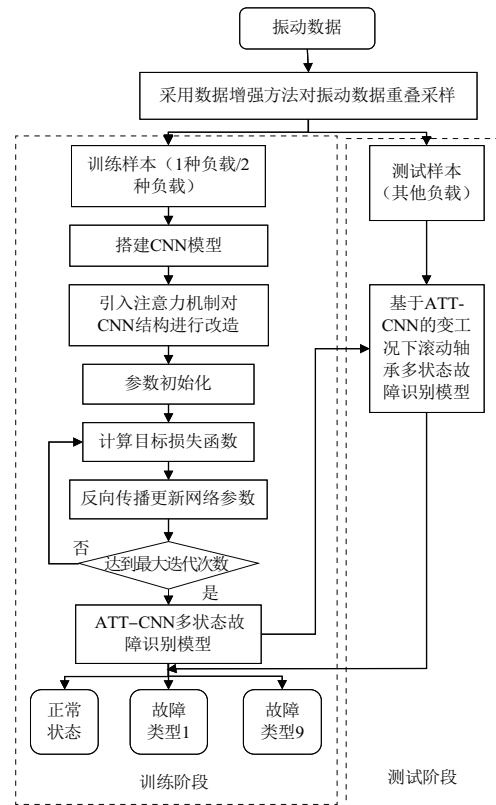 振动数据
采用数据增强方法对振动数据重叠采样
训练样本（1种负载/2
种负载）
搭建CNN模型
引入注意力机制对
CNN结构进行改造
参数初始化
计算目标损失函数
反向传播更新网络参数
否
达到最大迭代次数
是
ATT-CNN多状态故
障识别模型
正常
状态
故障
类型1
故障
类型9
训练阶段
测试样本
（其他负载）
基于ATT-
CNN的变工
况下滚动轴
承多状态故
障识别模型
测试阶段